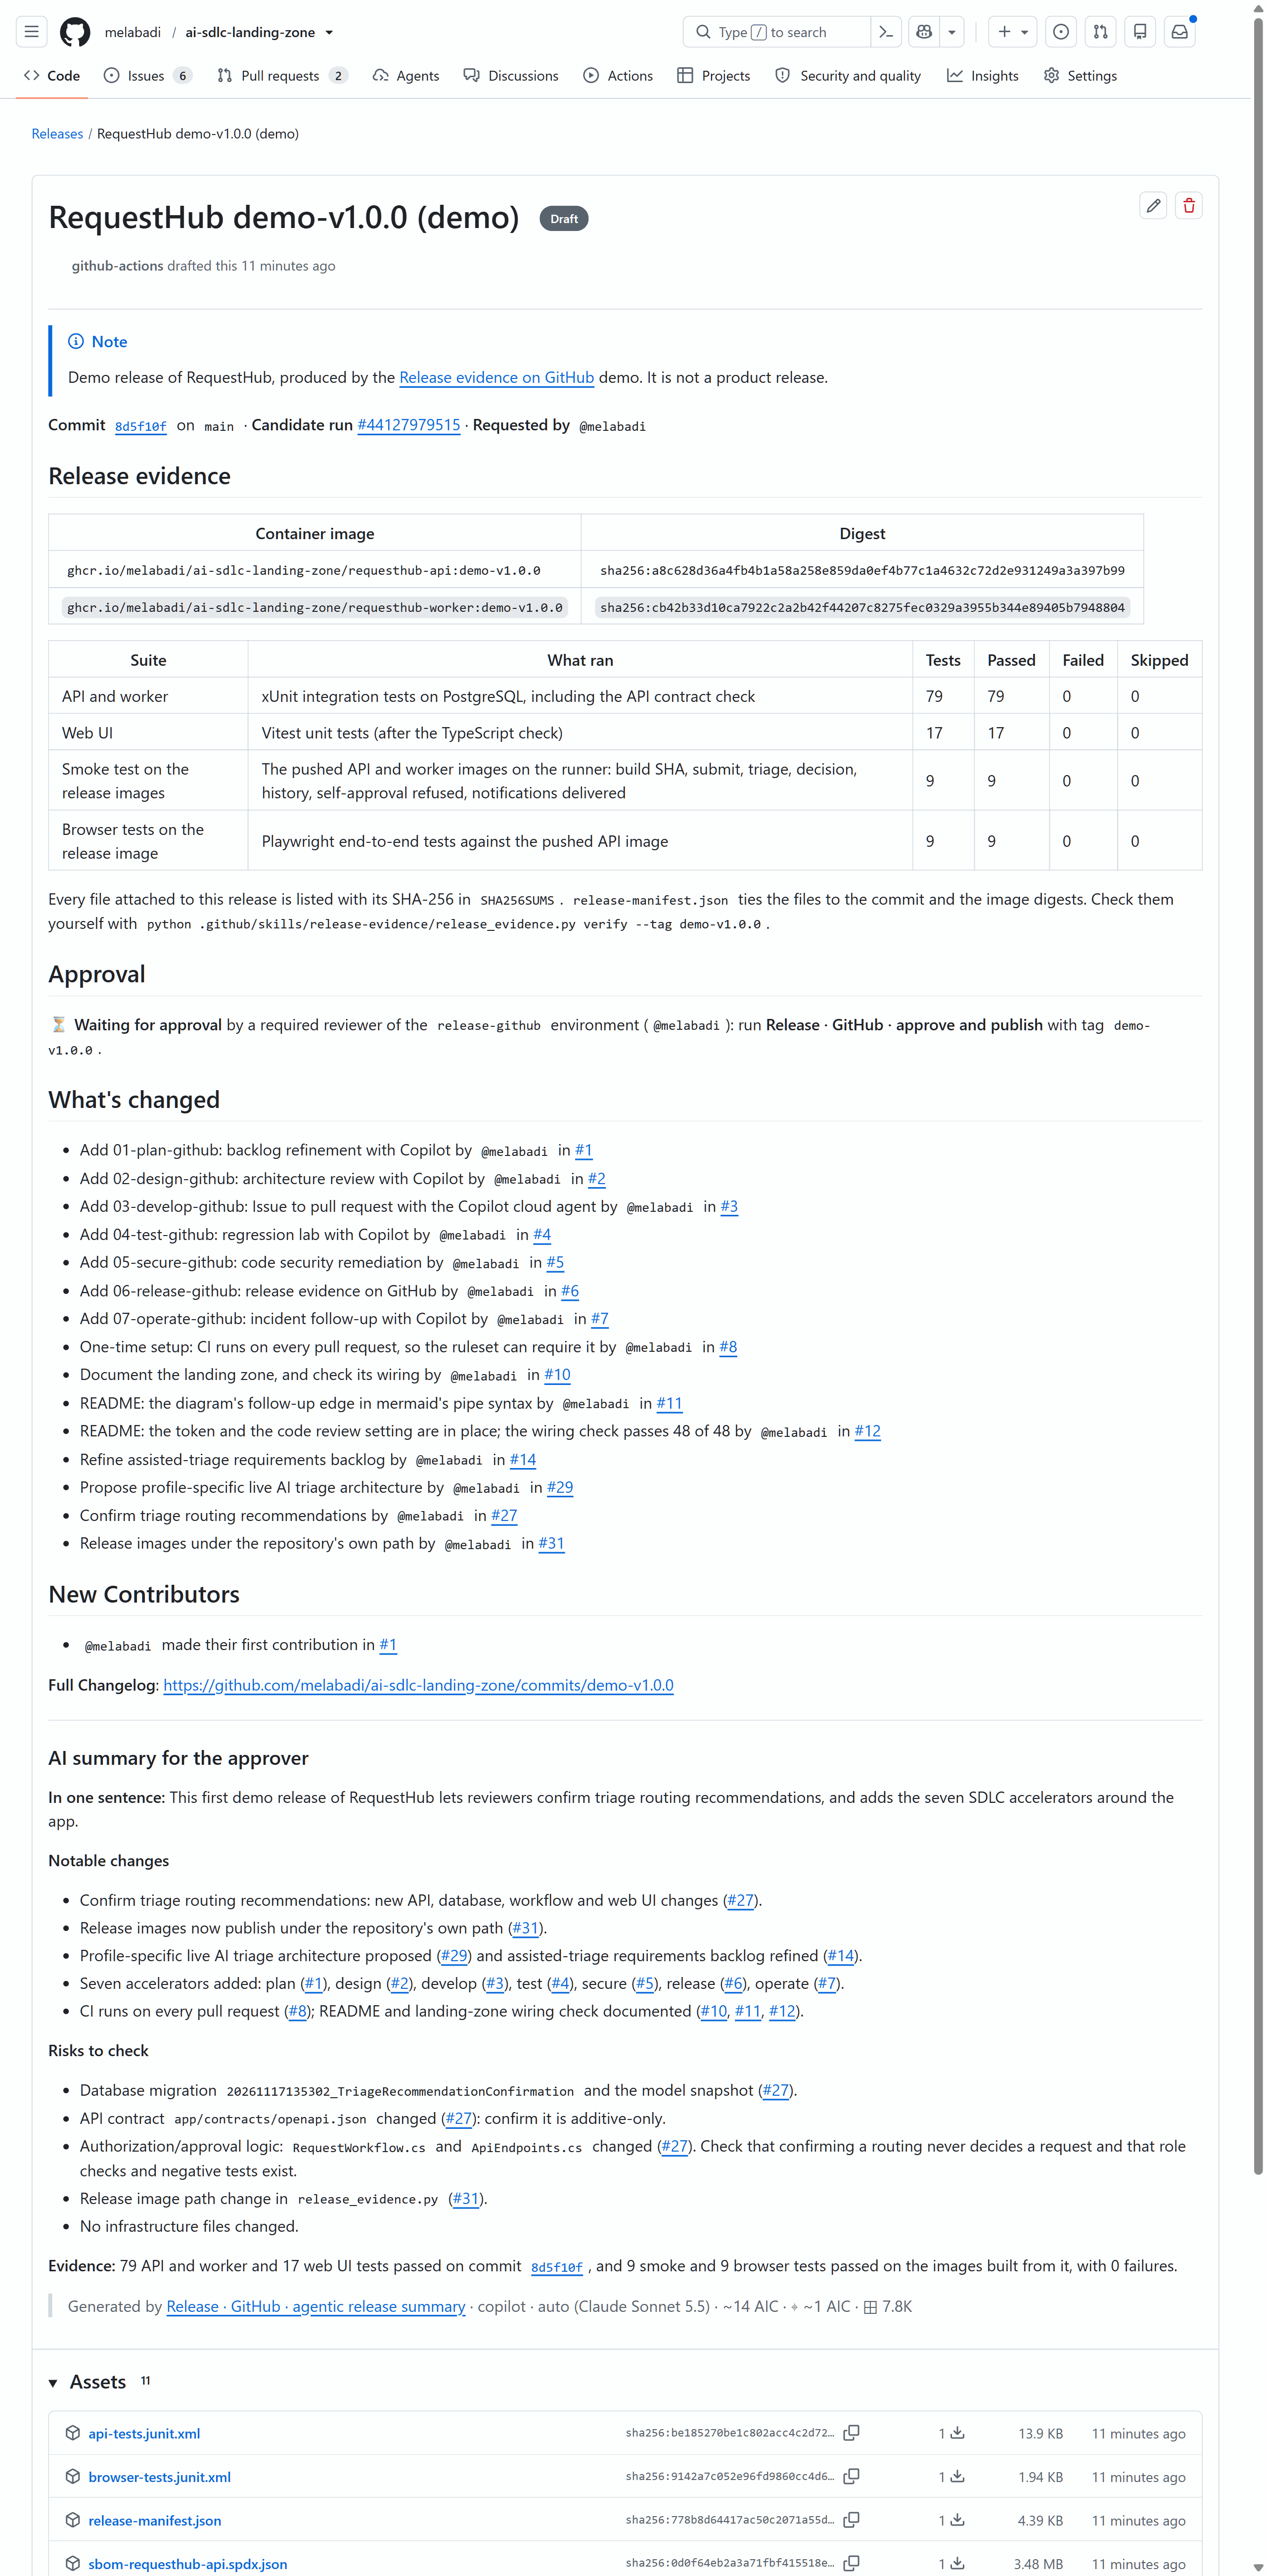 melabadi / ai-sdlc-landing-zone
Type / to search
Code
Issues 6
Pull requests 2
Agents
Discussions
Actions
Projects
Security and quality
Insights
Settings
Releases / RequestHub demo-v1.0.0 (demo)
RequestHub demo-v1.0.0 (demo) Draft
github-actions drafted this 11 minutes ago
Note
Demo release of RequestHub, produced by the Release evidence on GitHub demo. It is not a product release.
Commit 8d5f10f on main · Candidate run #44127979515 · Requested by @melabadi
Release evidence
Container image Digest
ghcr.io/melabadi/ai-sdlc-landing-zone/requesthub-api:demo-v1.0.0 sha256:a8c628d36a4fb4b1a58a258e859da0ef4b77c1a4632c72d2e931249a3a397b99
ghcr.io/melabadi/ai-sdlc-landing-zone/requesthub-worker:demo-v1.0.0 sha256:cb42b33d10ca7922c2a2b42f44207c8275fec0329a3955b344e89405b7948804
Suite What ran Tests Passed Failed Skipped
API and worker xUnit integration tests on PostgreSQL, including the API contract check 79 79 0 0
Web UI Vitest unit tests (after the TypeScript check) 17 17 0 0
Smoke test on the
release images
The pushed API and worker images on the runner: build SHA, submit, triage, decision,
history, self-approval refused, notifications delivered
9 9 0 0
Browser tests on the
release image
Playwright end-to-end tests against the pushed API image 9 9 0 0
Every file attached to this release is listed with its SHA-256 in SHA256SUMS. release-manifest.json ties the files to the commit and the image digests. Check them
yourself with python .github/skills/release-evidence/release_evidence.py verify --tag demo-v1.0.0.
Approval
⏳ Waiting for approval by a required reviewer of the release-github environment (@melabadi): run Release · GitHub · approve and publish with tag demo-
v1.0.0.
What's changed
• Add 01-plan-github: backlog refinement with Copilot by @melabadi in #1
• Add 02-design-github: architecture review with Copilot by @melabadi in #2
• Add 03-develop-github: Issue to pull request with the Copilot cloud agent by @melabadi in #3
• Add 04-test-github: regression lab with Copilot by @melabadi in #4
• Add 05-secure-github: code security remediation by @melabadi in #5
• Add 06-release-github: release evidence on GitHub by @melabadi in #6
• Add 07-operate-github: incident follow-up with Copilot by @melabadi in #7
• One-time setup: CI runs on every pull request, so the ruleset can require it by @melabadi in #8
• Document the landing zone, and check its wiring by @melabadi in #10
• README: the diagram's follow-up edge in mermaid's pipe syntax by @melabadi in #11
• README: the token and the code review setting are in place; the wiring check passes 48 of 48 by @melabadi in #12
• Refine assisted-triage requirements backlog by @melabadi in #14
• Propose profile-specific live AI triage architecture by @melabadi in #29
• Confirm triage routing recommendations by @melabadi in #27
• Release images under the repository's own path by @melabadi in #31
New Contributors
• @melabadi made their first contribution in #1
Full Changelog: https://github.com/melabadi/ai-sdlc-landing-zone/commits/demo-v1.0.0
AI summary for the approver
In one sentence: This first demo release of RequestHub lets reviewers confirm triage routing recommendations, and adds the seven SDLC accelerators around the
app.
Notable changes
• Confirm triage routing recommendations: new API, database, workflow and web UI changes (#27).
• Release images now publish under the repository's own path (#31).
• Profile-specific live AI triage architecture proposed (#29) and assisted-triage requirements backlog refined (#14).
• Seven accelerators added: plan (#1), design (#2), develop (#3), test (#4), secure (#5), release (#6), operate (#7).
• CI runs on every pull request (#8); README and landing-zone wiring check documented (#10, #11, #12).
Risks to check
• Database migration 20261117135302_TriageRecommendationConfirmation and the model snapshot (#27).
• API contract app/contracts/openapi.json changed (#27): confirm it is additive-only.
• Authorization/approval logic: RequestWorkflow.cs and ApiEndpoints.cs changed (#27). Check that confirming a routing never decides a request and that role
checks and negative tests exist.
• Release image path change in release_evidence.py (#31).
• No infrastructure files changed.
Evidence: 79 API and worker and 17 web UI tests passed on commit 8d5f10f, and 9 smoke and 9 browser tests passed on the images built from it, with 0 failures.
Generated by Release · GitHub · agentic release summary · copilot · auto (Claude Sonnet 5.5) · ~14 AIC · ⌖ ~1 AIC · ⊞ 7.8K
Assets 11
api-tests.junit.xml sha256:be185270be1c802acc4c2d72... 1 13.9 KB 11 minutes ago
browser-tests.junit.xml sha256:9142a7c052e96fd9860cc4d6... 1 1.94 KB 11 minutes ago
release-manifest.json sha256:778b8d64417ac50c2071a55d... 1 4.39 KB 11 minutes ago
sbom-requesthub-api.spdx.json sha256:0d0f64eb2a3a71fbf415518e... 1 3.48 MB 11 minutes ago